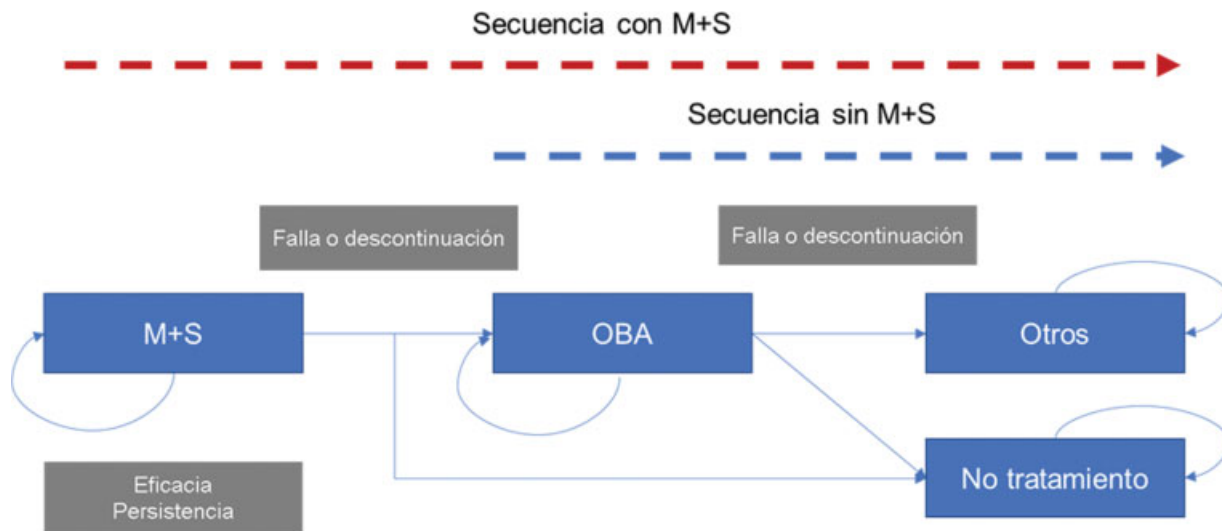 Secuencia con M+S
Secuencia sin M+S
Falla o descontinuación
Falla o descontinuación
M+S
OBA
Otros
Eficacia
Persistencia
No tratamiento